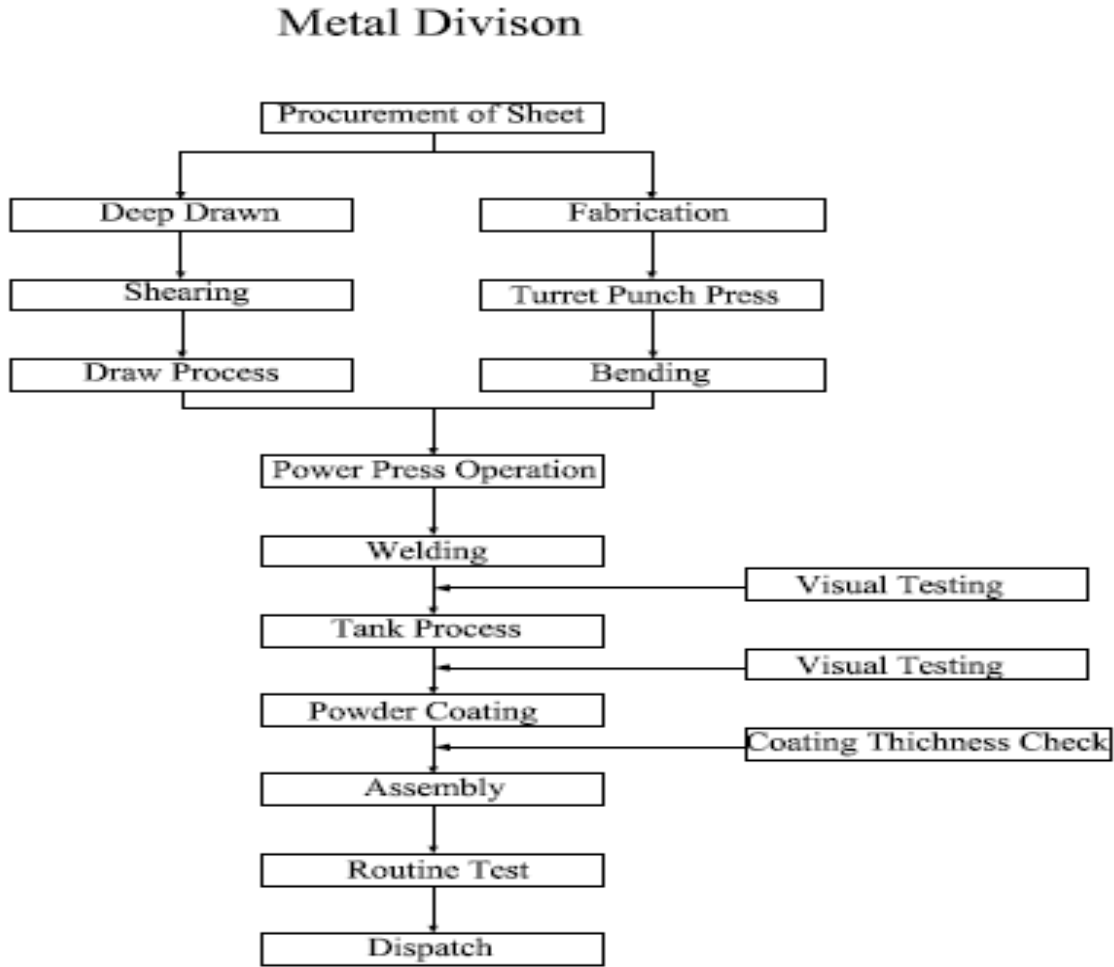 Metal Divison
Procurement of Sheet
Deep Drawn
Fabrication
Shearing
Turret Punch Press
Draw Process
Bending
Power Press Operation
Welding
Visual Testing
Tank Process
Visual Testing
Powder Coating
Coating Thichness Check
Assembly
Routine Test
Dispatch